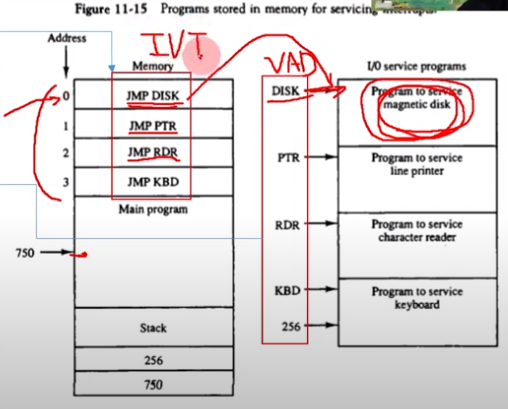 Figure 11-15 Programs stored in memory for servicing interrupts.
Address
IVT
Memory
VAD
I/O service programs
0
JMP DISK
DISK
Program to service
magnetic disk
1
JMP PTR
2
JMP RDR
PTR
Program to service
line printer
3
JMP KBD
Main program
RDR
Program to service
character reader
750
KBD
Program to service
keyboard
256
Stack
256
750